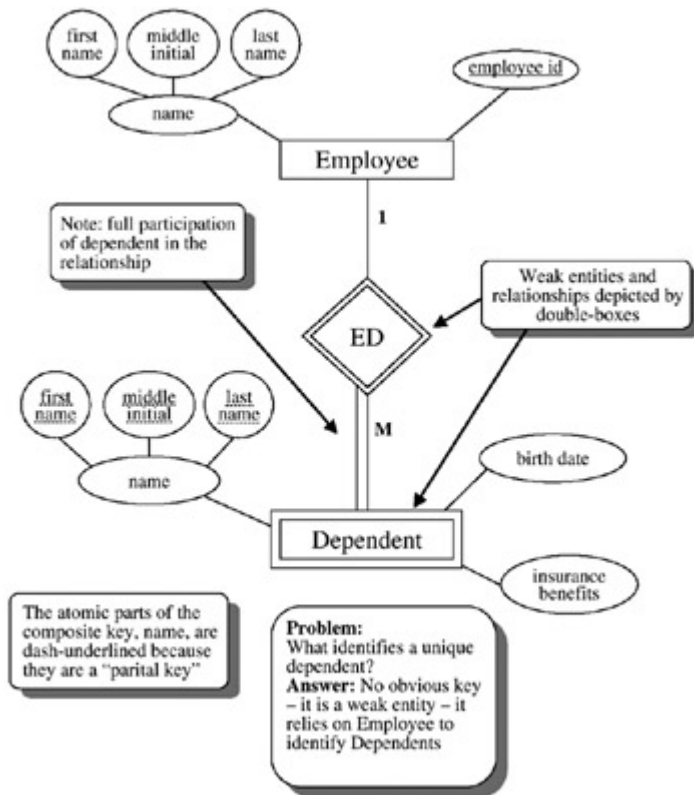 first
name
middle
initial
last
name
name
employee id
Employee
1
Note: full participation
of dependent in the
relationship
Weak entities and
relationships depicted by
double-boxes
ED
M
first
name
middle
initial
last
name
name
birth date
Dependent
insurance
benefits
The atomic parts of the
composite key, name, are
dash-underlined because
they are a “parital key”
Problem:
What identifies a unique
dependent?
Answer: No obvious key
– it is a weak entity – it
relies on Employee to
identify Dependents